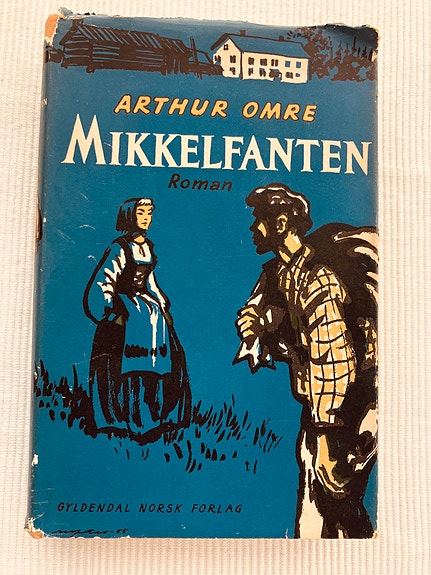 ARTHUR OMRE
MIKKELFANTEN
Roman
GYLDENDAL NORSK FORLAG